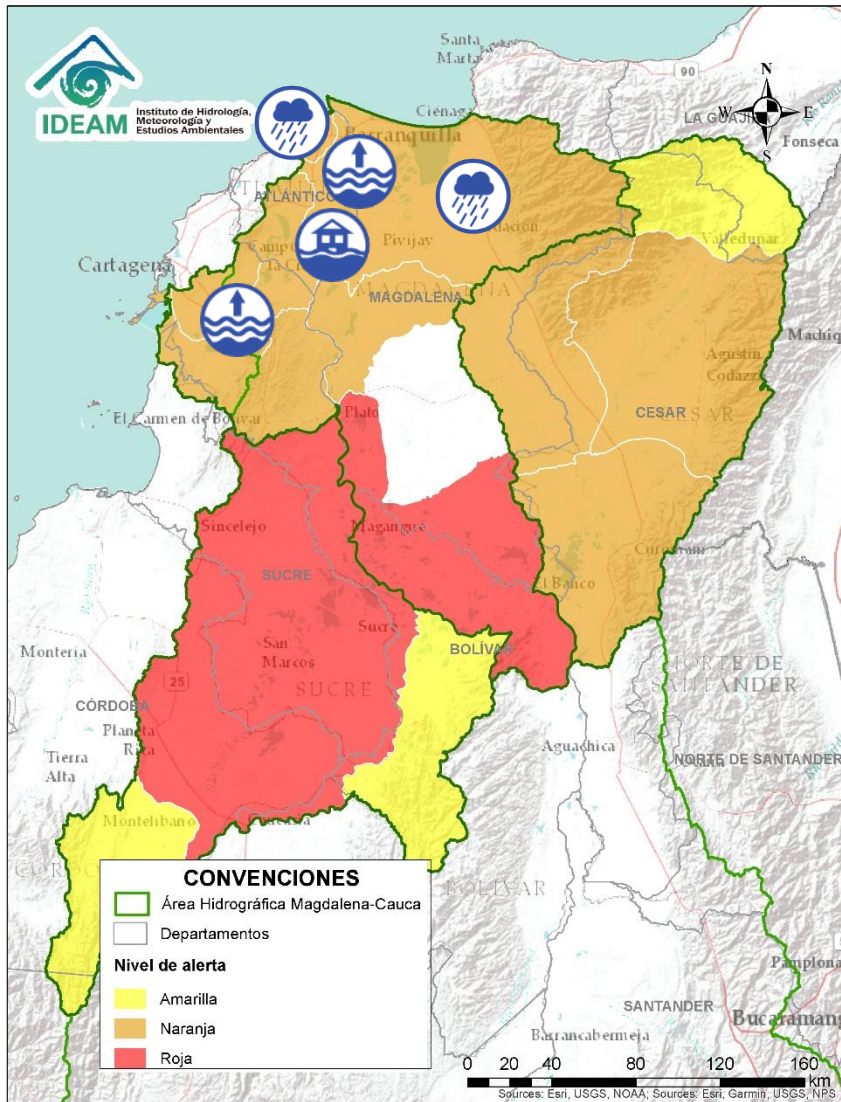 IDEAM
Instituto de Hidrología,
Meteorología y
Estudios Ambientales
Santa
Marta
90
N
W
E
S
LA GUAJI
Fonseca
Ciénaga
Barranquilla
ATLÁNTICO
Pivijay
Valledupar
Cartagena
MAGDALENA
Agustín
Codazzi
CESAR
CESAR
El Carmen de Bolívar
Plato
Sincelejo
Magangué
SUCRE
El Banco
Montería
San
Marcos
Sucre
SUCRE
BOLÍVAR
25
CÓRDOBA
Planeta
Rica
Tierra
Alta
NORTE DE
SANTANDER
Aguachica
NORTE DE SANTANDER
Montelíbano
BOLÍVAR
CONVENCIONES
Área Hidrográfica Magdalena-Cauca
Departamentos
Nivel de alerta
Amarilla
Naranja
Roja
Pamplona
SANTANDER
Bucaramang
Barrancabermeja
0 20 40 80 120 160
km
Sources: Esri, USGS, NOAA; Sources: Esri, Garmin, USGS, NPS